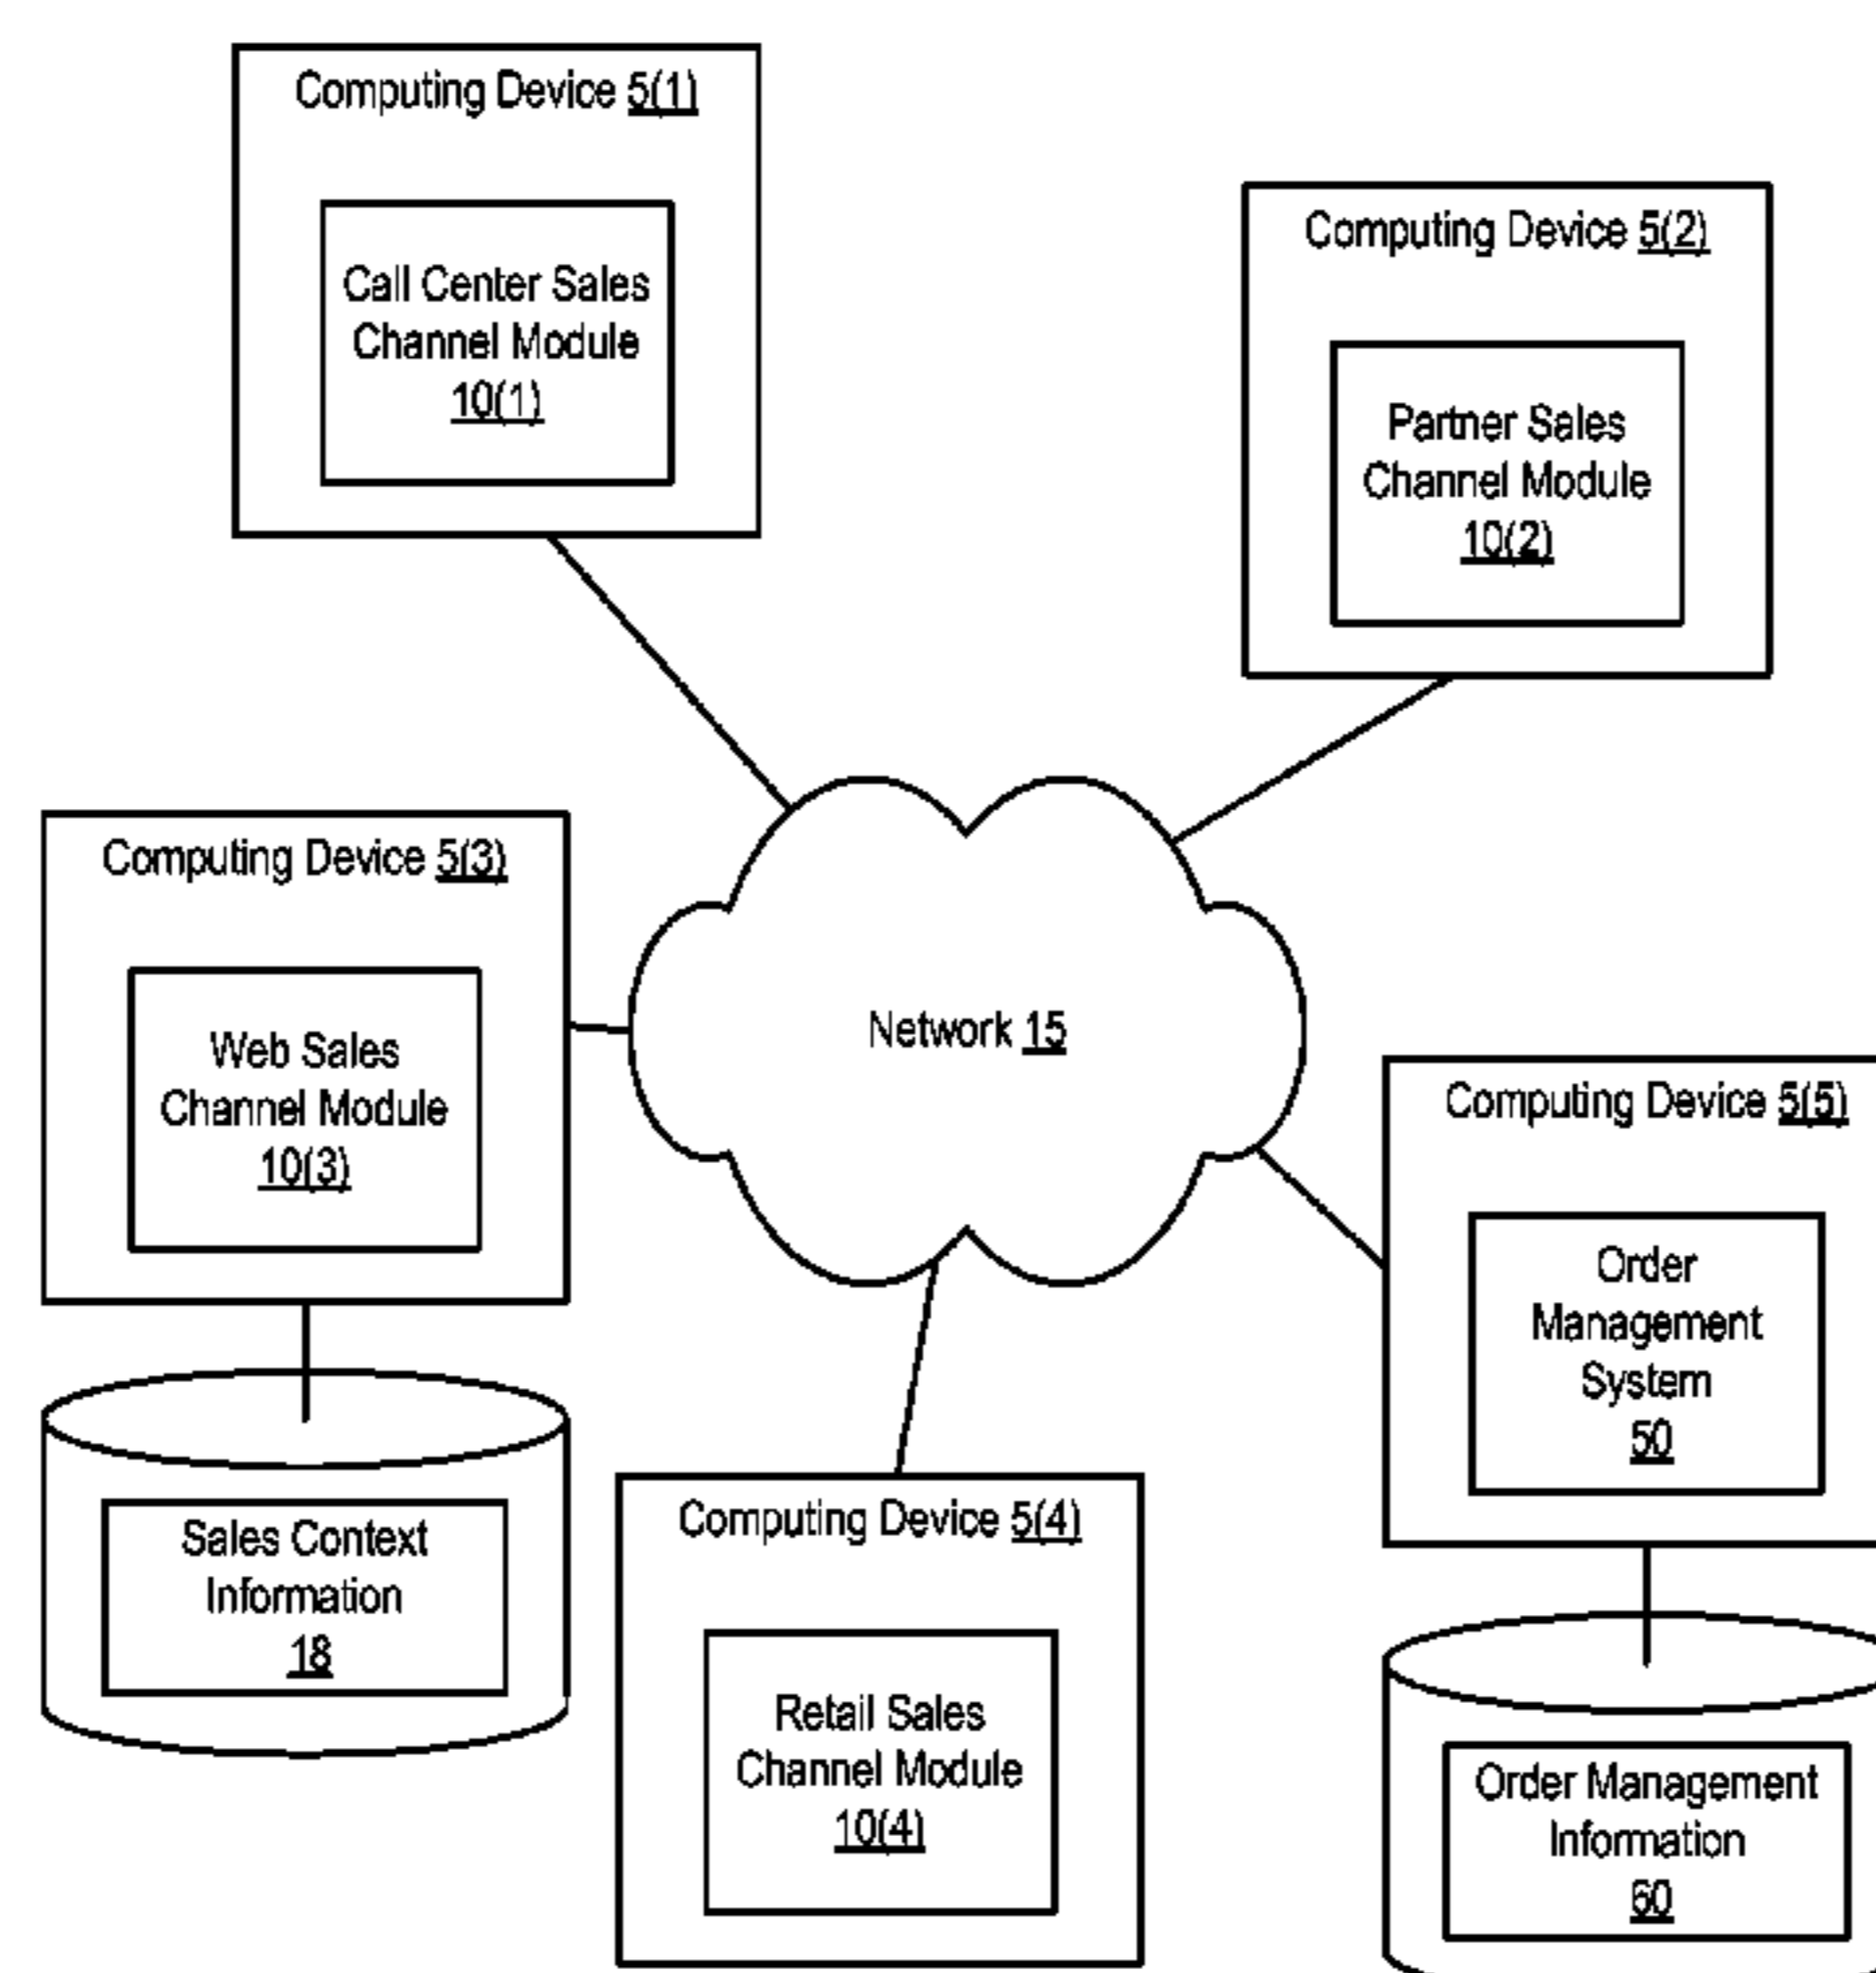 Computing Device 5(1)
Call Center Sales
Channel Module
10(1)
Computing Device 5(2)
Partner Sales
Channel Module
10(2)
Computing Device 5(3)
Web Sales
Channel Module
10(3)
Network 15
Computing Device 5(5)
Order
Management
System
50
Sales Context
Information
18
Computing Device 5(4)
Retail Sales
Channel Module
10(4)
Order Management
Information
60